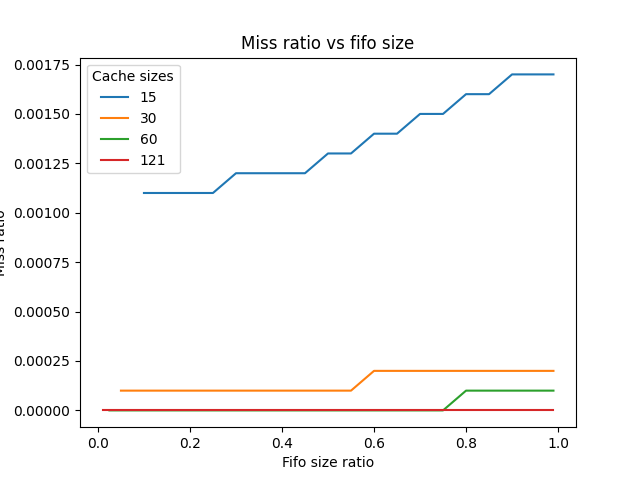 Miss ratio vs fifo size
Cache sizes
15
30
60
121
0.00175
0.00150
0.00125
0.00100
0.00075
0.00050
0.00025
0.00000
Miss ratio
0.0 0.2 0.4 0.6 0.8 1.0
Fifo size ratio